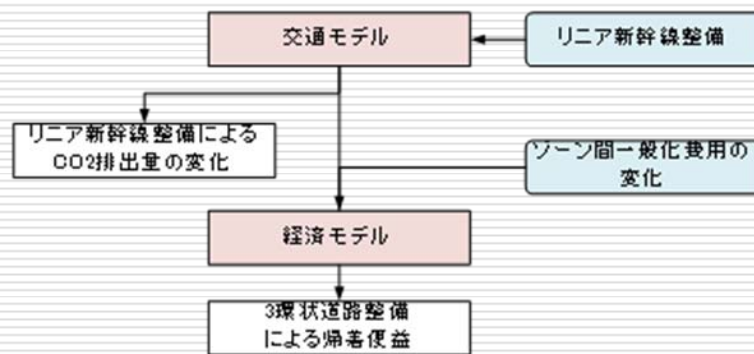 交通モデル
リニア新幹線整備
リニア新幹線整備による
CO2排出量の変化
ゾーン間一般化費用の
変化
経済モデル
3環状道路整備
による帰着便益